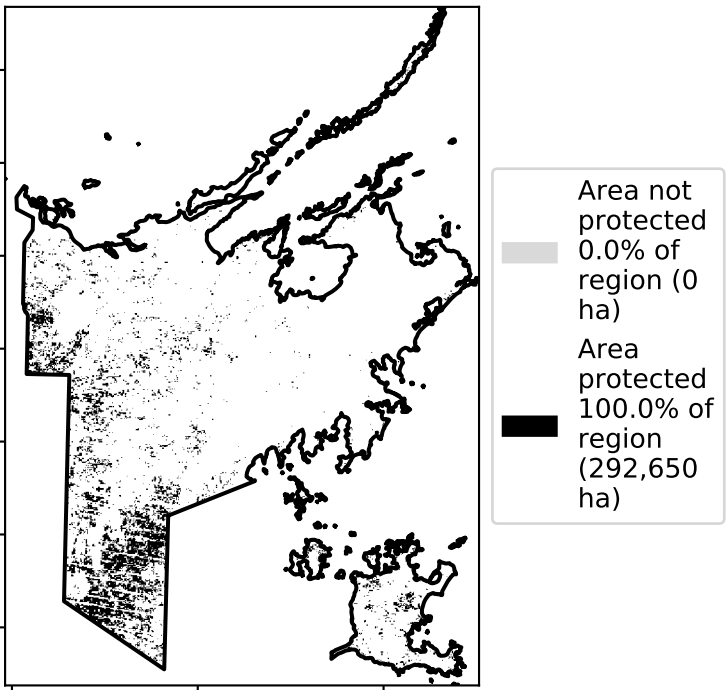 Area not
protected
0.0% of
region (0
ha)
Area
protected
100.0% of
region
(292,650
ha)